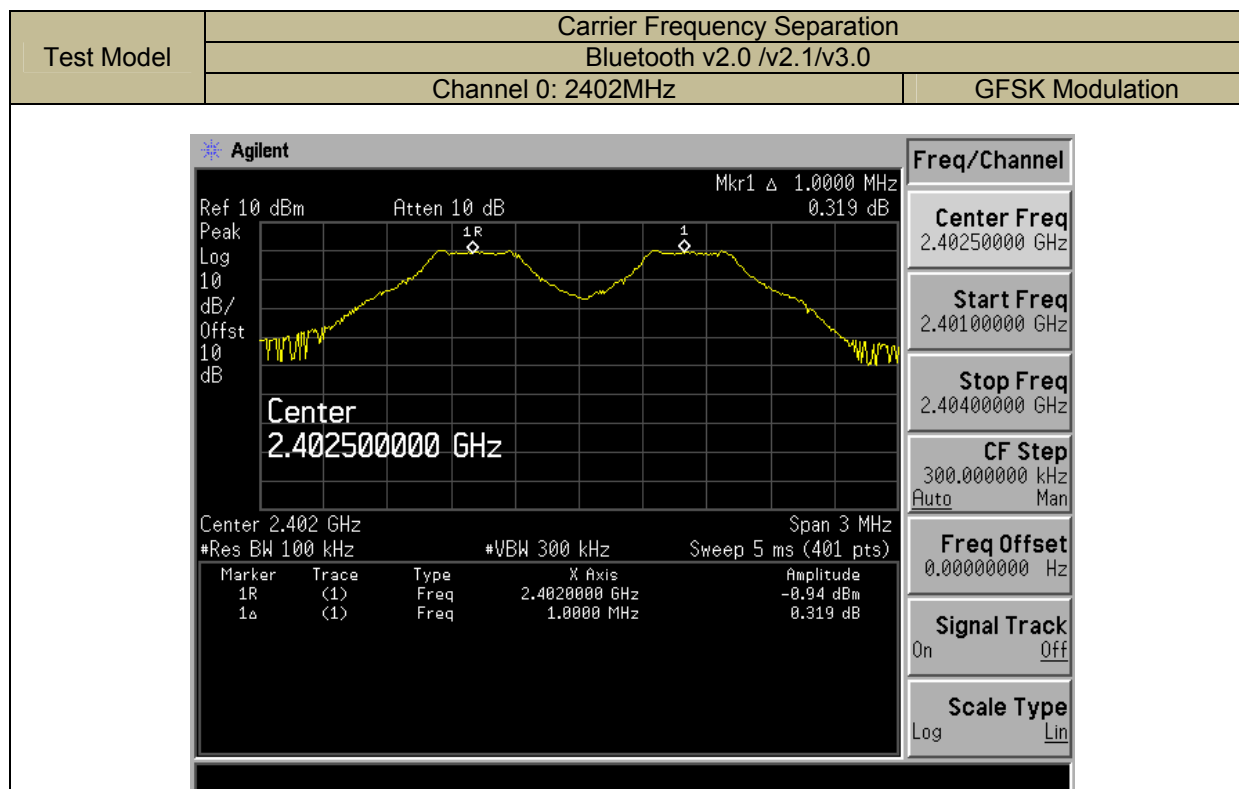 Test Model
Carrier Frequency Separation
Bluetooth v2.0 /v2.1/v3.0
Channel 0: 2402MHz
GFSK Modulation
Agilent
Mkr1 Δ 1.0000 MHz
Ref 10 dBm Atten 10 dB 0.319 dB
Peak
Log
10
dB/
Offst
10
dB
1R
1
Center
2.402500000 GHz
Center 2.402 GHz Span 3 MHz
#Res BW 100 kHz #VBW 300 kHz Sweep 5 ms (401 pts)
Marker Trace Type X Axis Amplitude
1R (1) Freq 2.4020000 GHz -0.94 dBm
1Δ (1) Freq 1.0000 MHz 0.319 dB
Freq/Channel
Center Freq
2.40250000 GHz
Start Freq
2.40100000 GHz
Stop Freq
2.40400000 GHz
CF Step
300.000000 kHz
Auto Man
Freq Offset
0.00000000 Hz
Signal Track
On Off
Scale Type
Log Lin